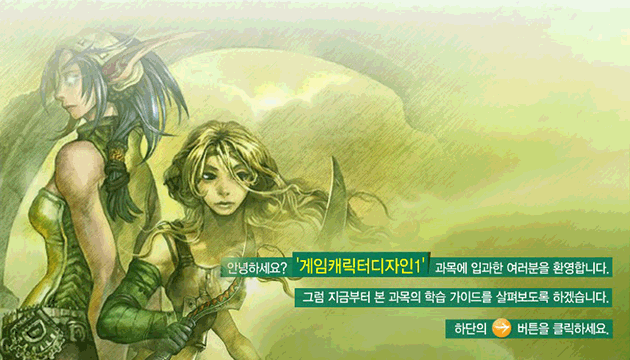 안녕하세요? '게임캐릭터디자인1' 과목에 입과한 여러분을 환영합니다.
그럼 지금부터 본 과목의 학습 가이드를 살펴보도록 하겠습니다.
하단의 버튼을 클릭하세요.